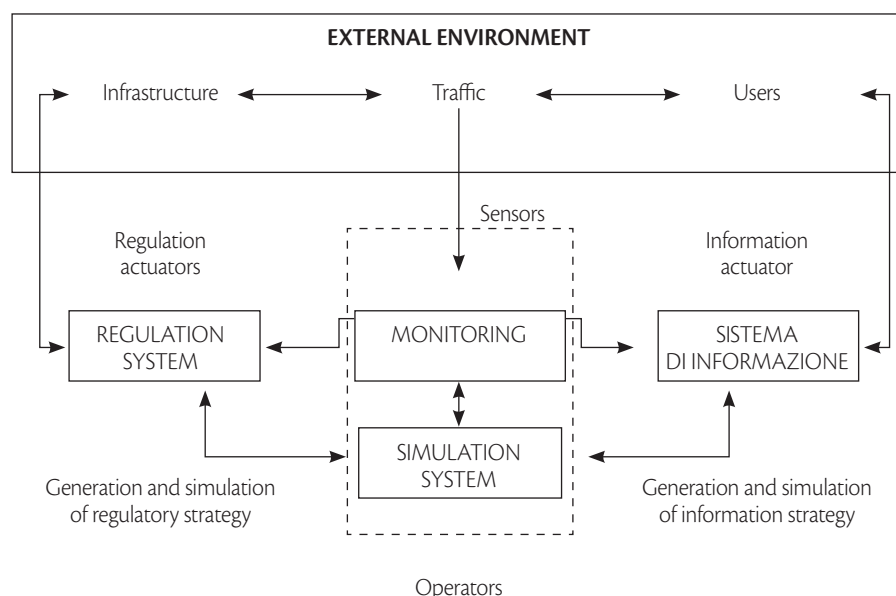 EXTERNAL ENVIRONMENT
Infrastructure
Traffic
Users
Sensors
Regulation
actuators
Information
actuator
REGULATION
SYSTEM
MONITORING
SISTEMA
DI INFORMAZIONE
SIMULATION
SYSTEM
Generation and simulation
of regulatory strategy
Generation and simulation
of information strategy
Operators